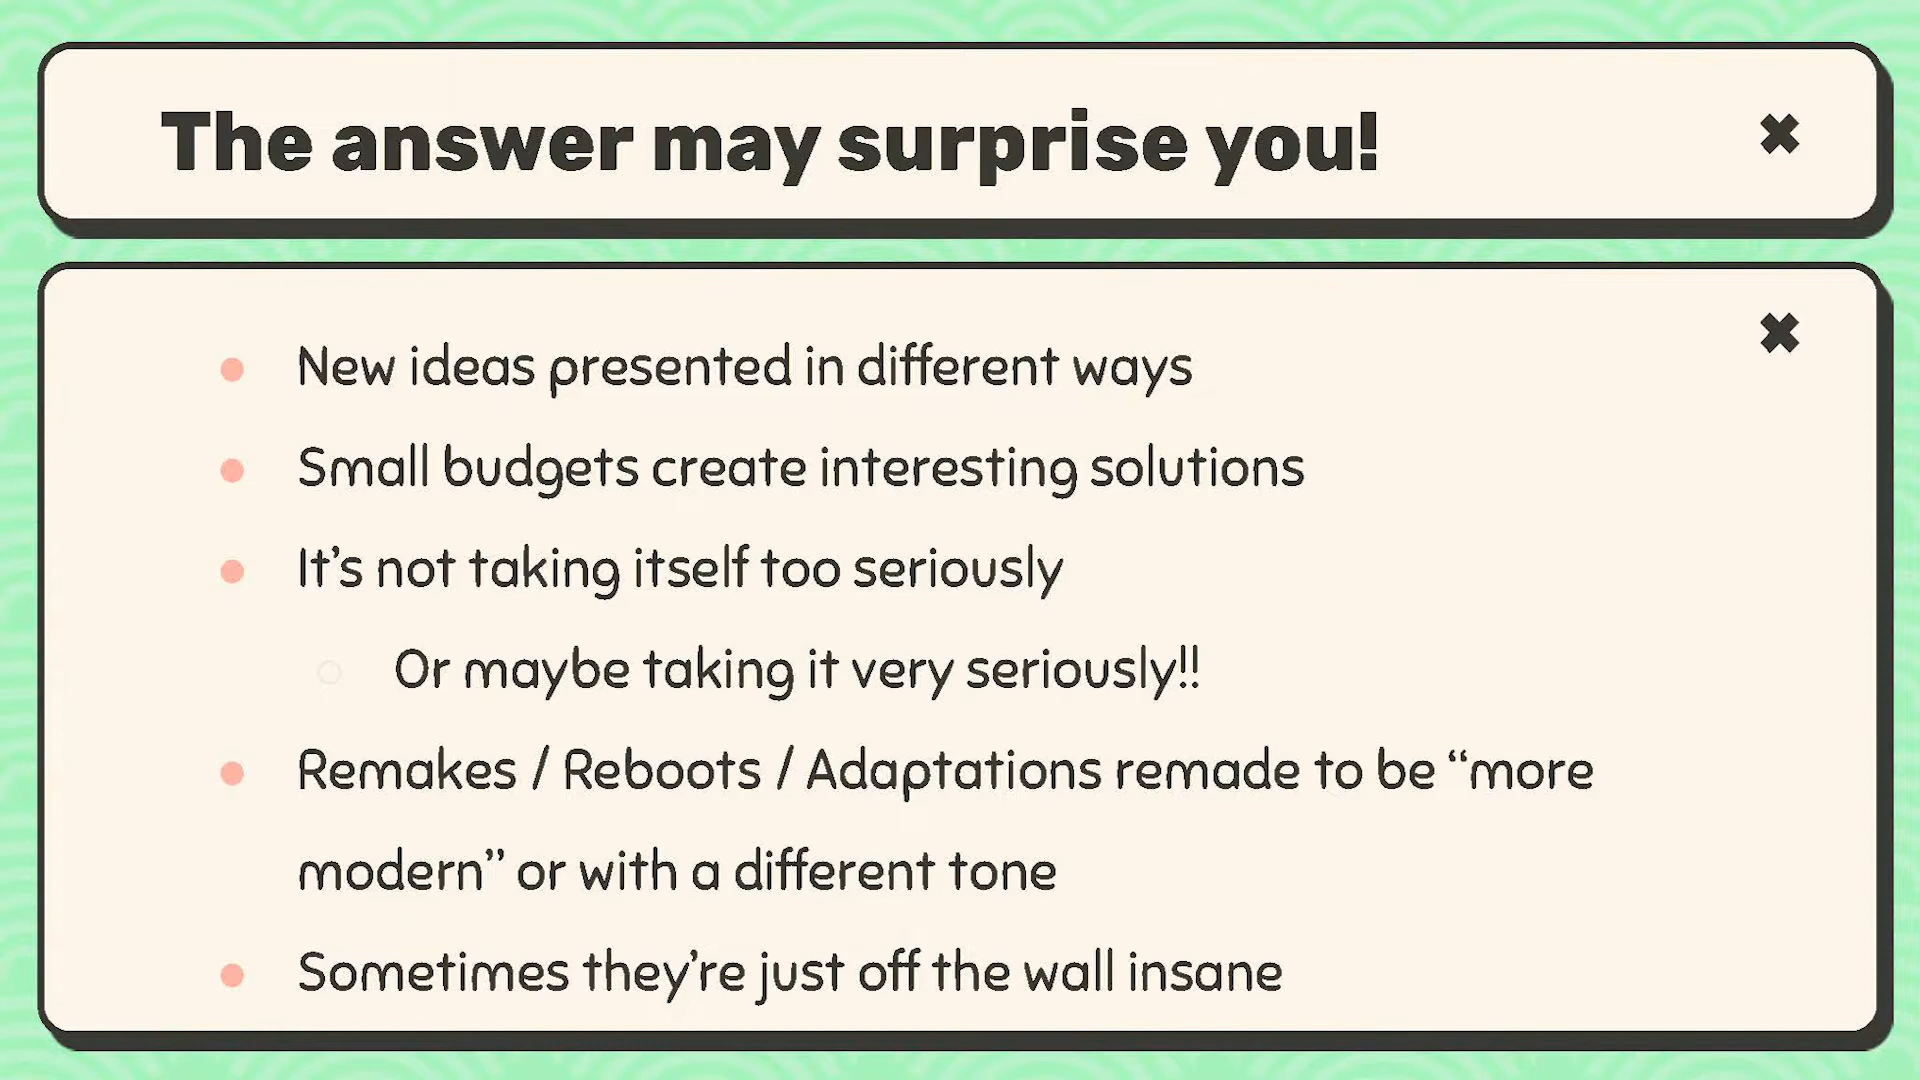 The answer may surprise you!
New ideas presented in different ways
Small budgets create interesting solutions
It’s not taking itself too seriously
Or maybe taking it very seriously!!
Remakes / Reboots / Adaptations remade to be “more
modern” or with a different tone
Sometimes they’re just off the wall insane